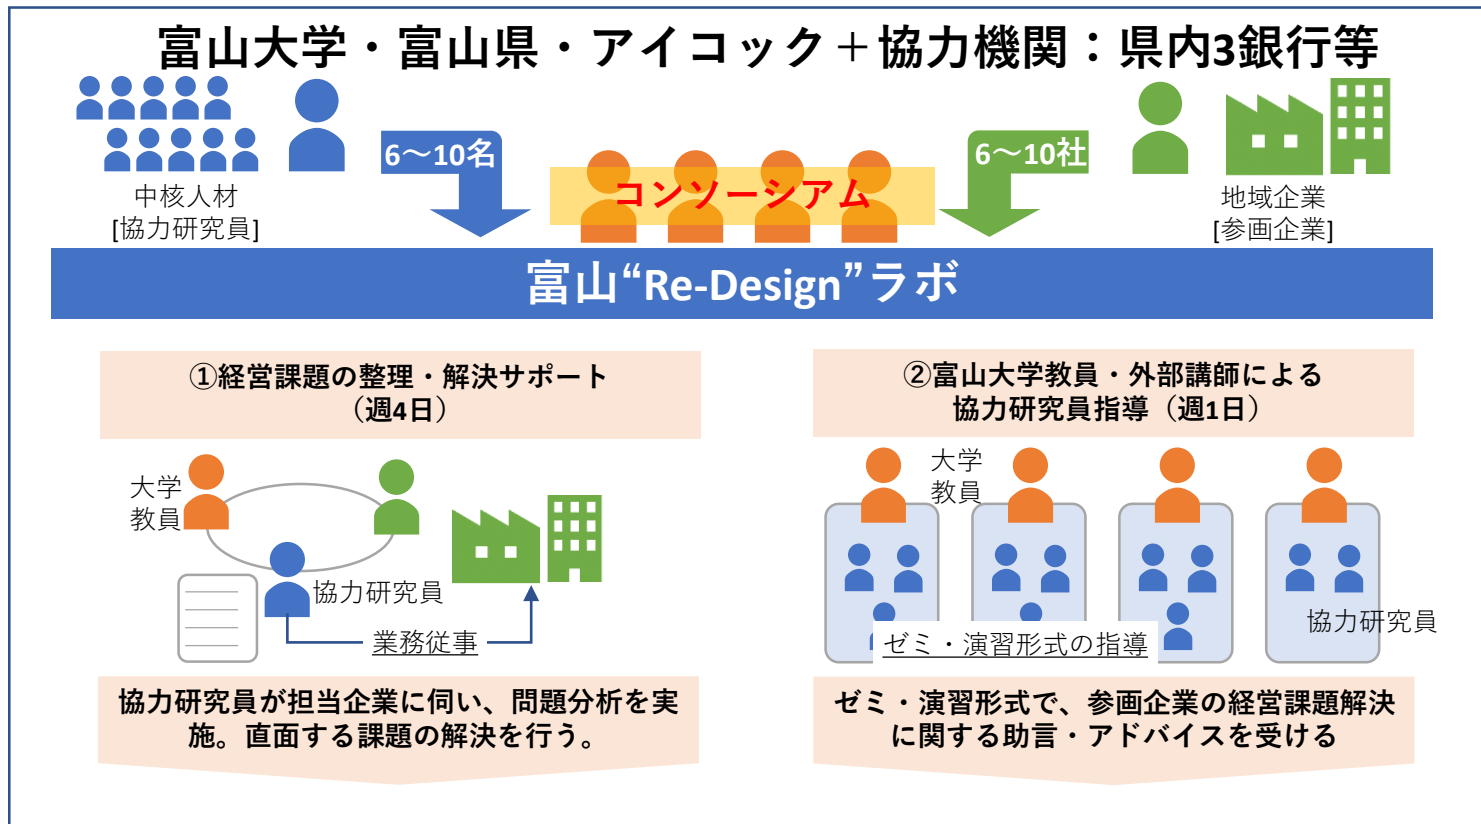 富山大学・富山県・アイコック＋協力機関：県内3銀行等
6～10名
コンソーシアム
6～10社
中核人材
[協力研究員]
地域企業
[参画企業]
富山“Re-Design”ラボ
①経営課題の整理・解決サポート
（週4日）
大学
教員
協力研究員
業務従事
協力研究員が担当企業に伺い、問題分析を実
施。直面する課題の解決を行う。
②富山大学教員・外部講師による
協力研究員指導（週1日）
大学
教員
協力研究員
ゼミ・演習形式の指導
ゼミ・演習形式で、参画企業の経営課題解決
に関する助言・アドバイスを受ける